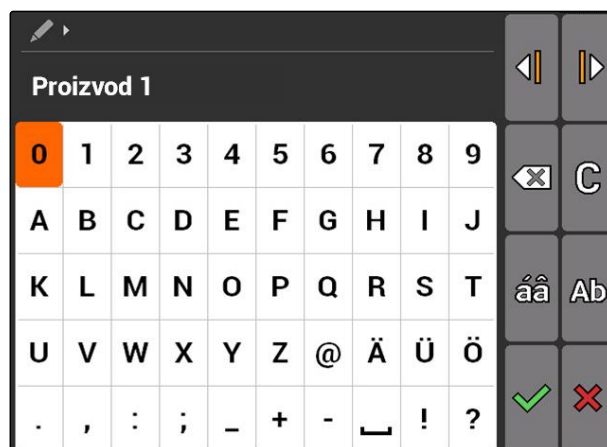 Proizvod 1
0 1 2 3 4 5 6 7 8 9
C
A B C D E F G H I J
K L M N O P Q R S T
áâ Ab
U V W X Y Z @ Ä Ü Ö
. , : ; _ + - ! ?